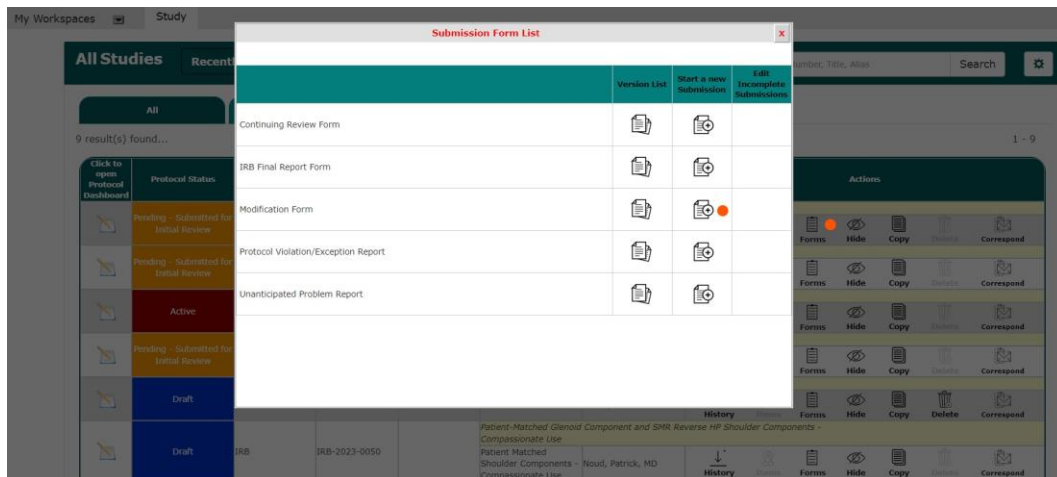 My Workspaces
Study
Submission Form List
x
All Studies
Recent
umber, Title, Alias
Search
Version List
Start a new
Submission
Edit
Incomplete
Submissions
All
9 result(s) found...
1 - 9
Continuing Review Form
IRB Final Report Form
Modification Form
Protocol Violation/Exception Report
Unanticipated Problem Report
Click to
open
Protocol
Dashboard
Protocol Status
Actions
Pending - Submitted for
Initial Review
Forms Hide Copy Delete Correspond
Pending - Submitted for
Initial Review
Forms Hide Copy Delete Correspond
Active
Forms Hide Copy Delete Correspond
Pending - Submitted for
Initial Review
Forms Hide Copy Delete Correspond
Draft
History Forms Hide Copy Delete Correspond
Patient-Matched Glenoid Component and SMR Reverse HP Shoulder Components -
Compassionate Use
Draft IRB IRB-2023-0050
Patient Matched
Shoulder Components - Noud, Patrick, MD
Compassionate Use
History Forms Hide Copy Delete Correspond